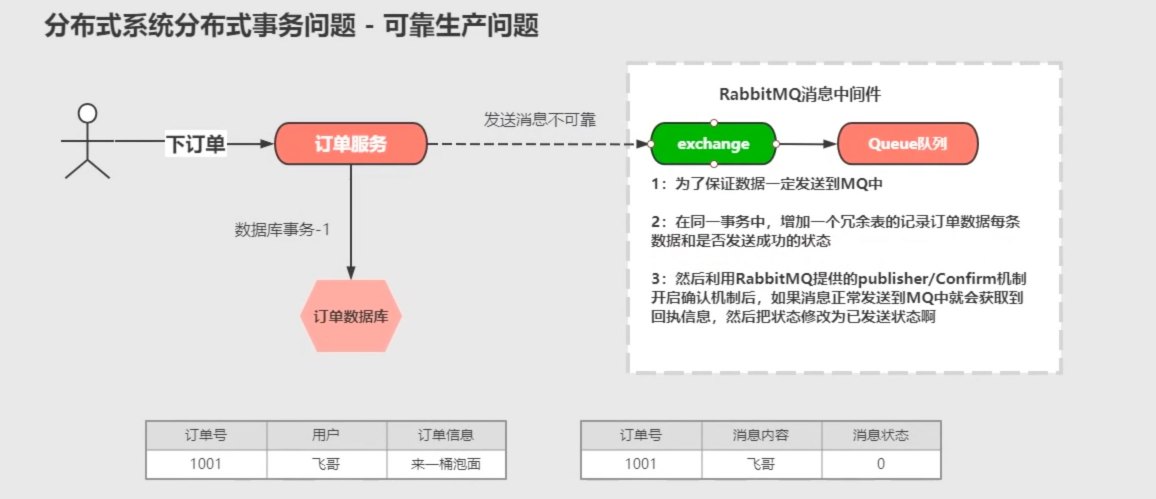 分布式系统分布式事务问题 - 可靠生产问题
RabbitMQ消息中间件
发送消息不可靠
下订单
订单服务
exchange
Queue队列
1：为了保证数据一定发送到MQ中
2：在同一事务中，增加一个冗余表的记录订单数据每条
数据和是否发送成功的状态
数据库事务-1
3：然后利用RabbitMQ提供的publisher/Confirm机制
开启确认机制后，如果消息正常发送到MQ中就会获取到
回执信息，然后把状态修改为已发送状态啊
订单数据库
订单号 用户 订单信息
1001 飞哥 来一桶泡面
订单号 消息内容 消息状态
1001 飞哥 0